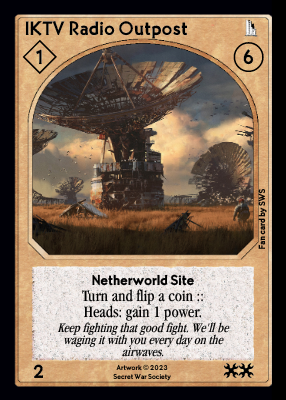 IKTV Radio Outpost
1
6
Fan card by SWS
Netherworld Site
Turn and flip a coin ::
Heads: gain 1 power.
Keep fighting that good fight. We'll be
waging it with you every day on the
airwaves.
2
Artwork © 2023
Secret War Society